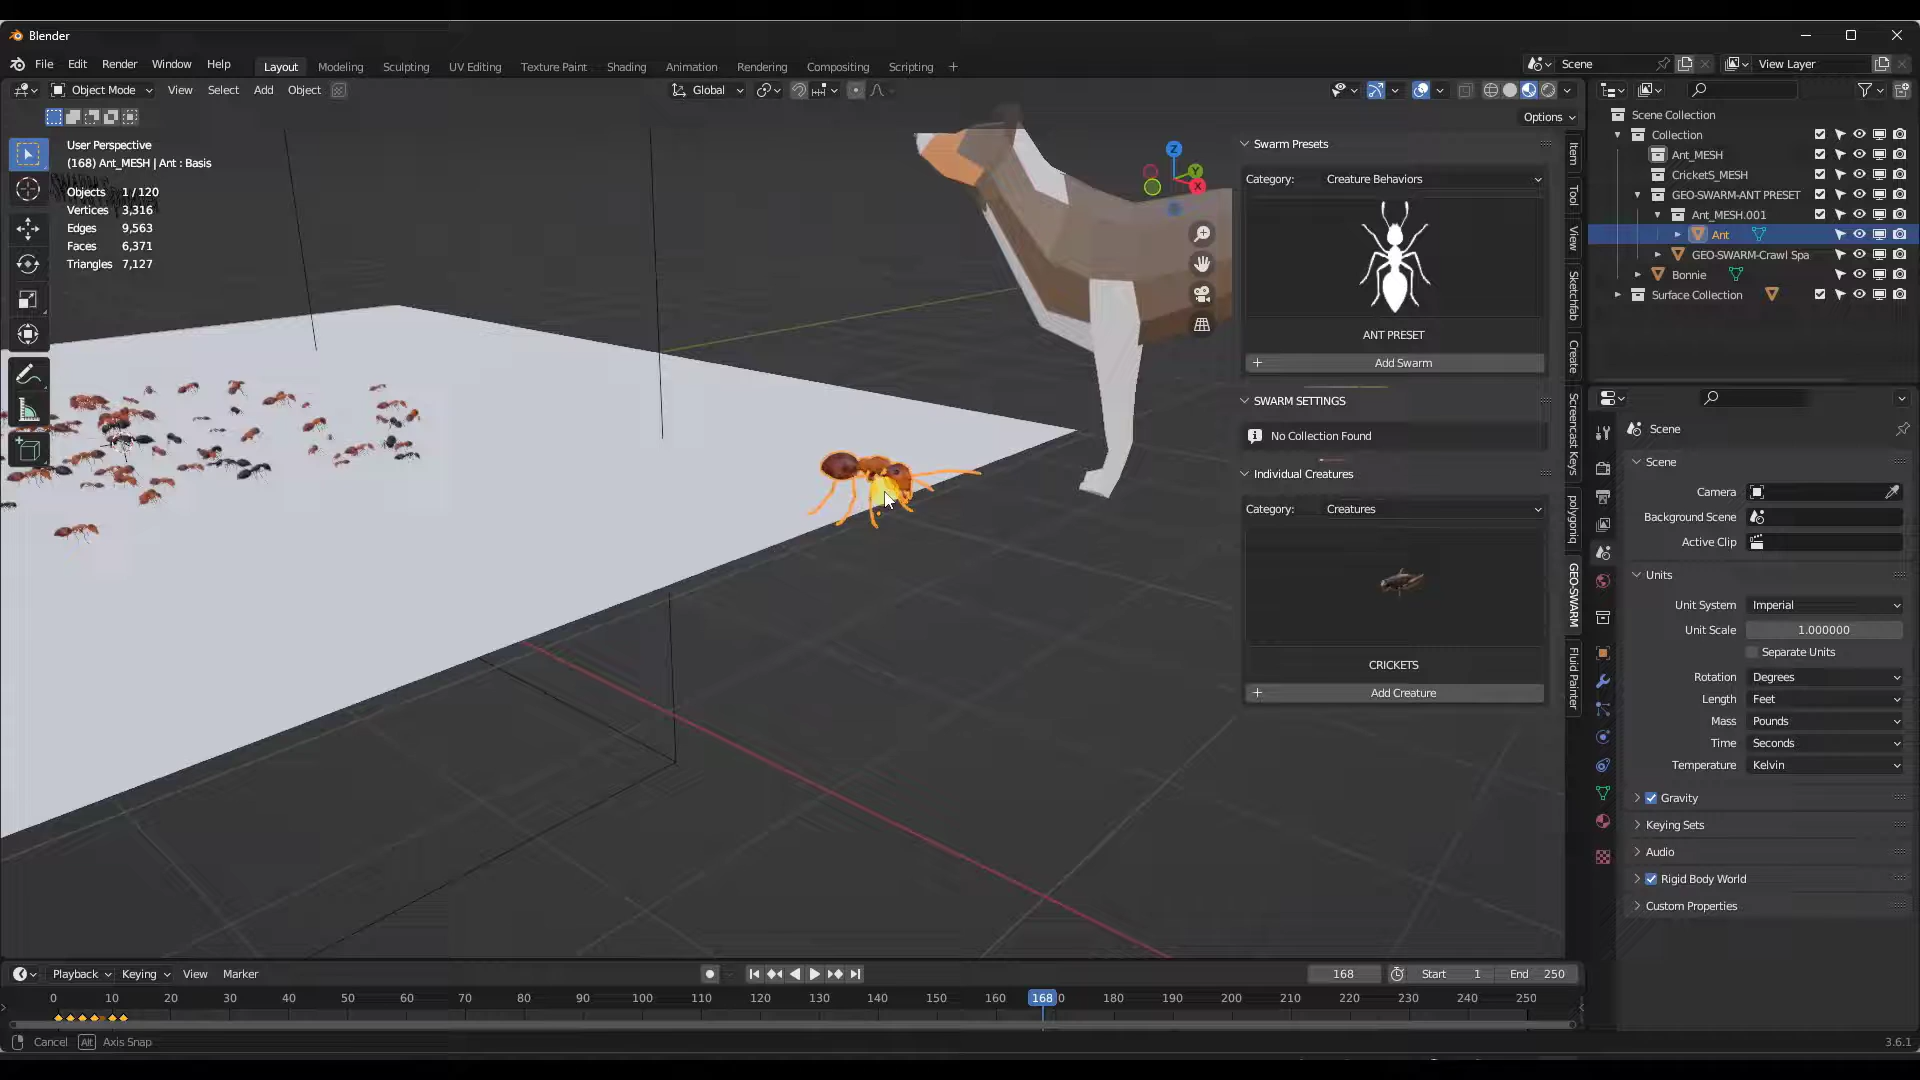 Blender
File Edit Render Window Help Layout Modeling Sculpting UV Editing Texture Paint Shading Animation Rendering Compositing Scripting + Scene View Layer
Object Mode View Select Add Object Global
Options
User Perspective
(168) Ant_MESH | Ant : Basis
Objects 1/120
Vertices 3,316
Edges 9,563
Faces 6,371
Triangles 7,127
Z
Y
X
Swarm Presets
Category: Creature Behaviors
ANT PRESET
+ Add Swarm
SWARM SETTINGS
No Collection Found
Individual Creatures
Category: Creatures
CRICKETS
+ Add Creature
Item
Tool
View
Sketchfab
Create
Screencast Keys
polygoniq
GEO-SWARM
Fluid Painter
Scene Collection
Collection
Ant_MESH
CricketS_MESH
GEO-SWARM-ANT PRESET
Ant_MESH.001
Ant
GEO-SWARM-Crawl Spa
Bonnie
Surface Collection
Scene
Scene
Camera
Background Scene
Active Clip
Units
Unit System Imperial
Unit Scale 1.000000
Separate Units
Rotation Degrees
Length Feet
Mass Pounds
Time Seconds
Temperature Kelvin
Gravity
Keying Sets
Audio
Rigid Body World
Custom Properties
Playback Keying View Marker 168 Start 1 End 250
0 10 20 30 40 50 60 70 80 90 100 110 120 130 140 150 160 168 0 180 190 200 210 220 230 240 250
Cancel Alt Axis Snap 3.6.1